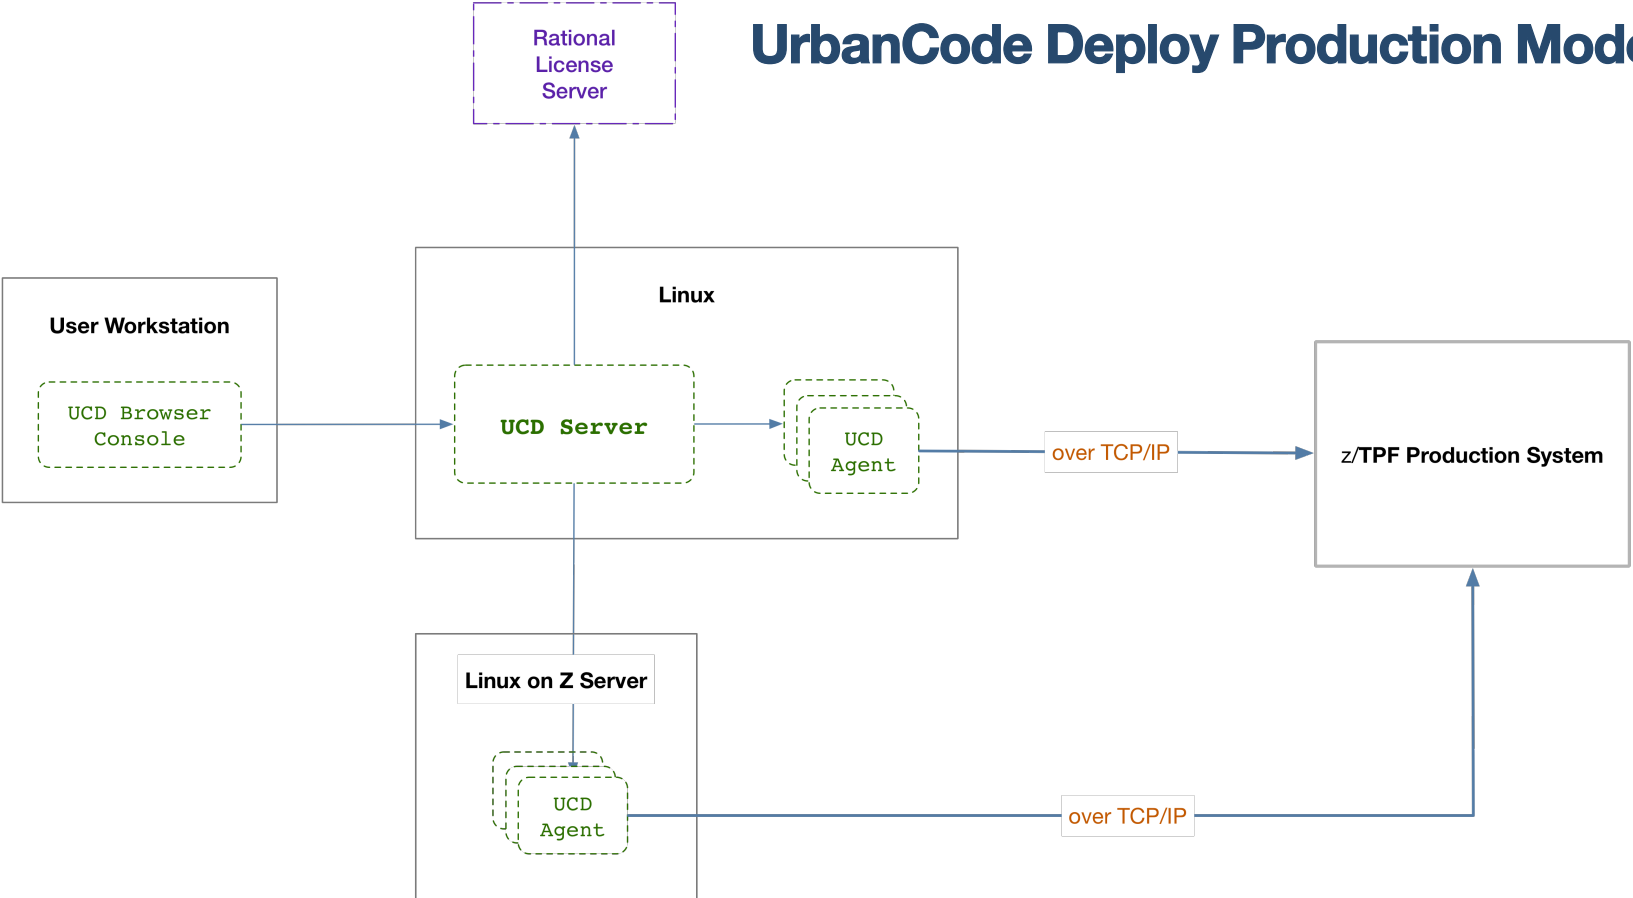 Rational
License
Server
UrbanCode Deploy Production Mod
Linux
User Workstation
UCD Browser
Console
UCD Server
UCD
Agent
over TCP/IP
z/TPF Production System
Linux on Z Server
UCD
Agent
over TCP/IP